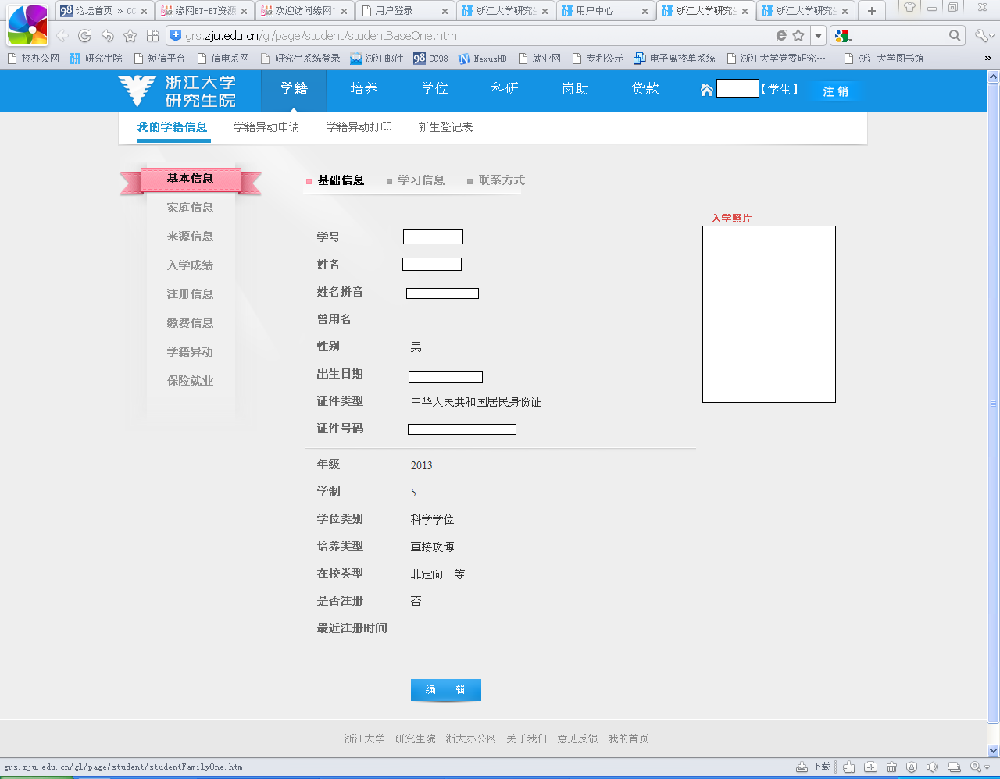 论坛首页 » CC
缘网BT-BT资源
欢迎访问缘网
用户登录
浙江大学研究生
用户中心
浙江大学研究生
浙江大学研究生
grs.zju.edu.cn/gl/page/student/studentBaseOne.htm
校办公网 研究生院 短信平台 信电系网 研究生系统登录 浙江邮件 98 CC98 NexusHD 就业网 专利公示 电子离校单系统 浙江大学党委研究… 浙江大学图书馆 »
浙江大学
研究生院
学籍 培养 学位 科研 岗助 贷款
【学生】 注 销
我的学籍信息 学籍异动申请 学籍异动打印 新生登记表
基本信息
家庭信息
来源信息
入学成绩
注册信息
缴费信息
学籍异动
保险就业
基础信息 学习信息 联系方式
入学照片
学号
姓名
姓名拼音
曾用名
性别 男
出生日期
证件类型 中华人民共和国居民身份证
证件号码
年级 2013
学制 5
学位类别 科学学位
培养类型 直接攻博
在校类型 非定向一等
是否注册 否
最近注册时间
编 辑
浙江大学 研究生院 浙大办公网 关于我们 意见反馈 我的首页
grs.zju.edu.cn/gl/page/student/studentFamilyOne.htm
下载